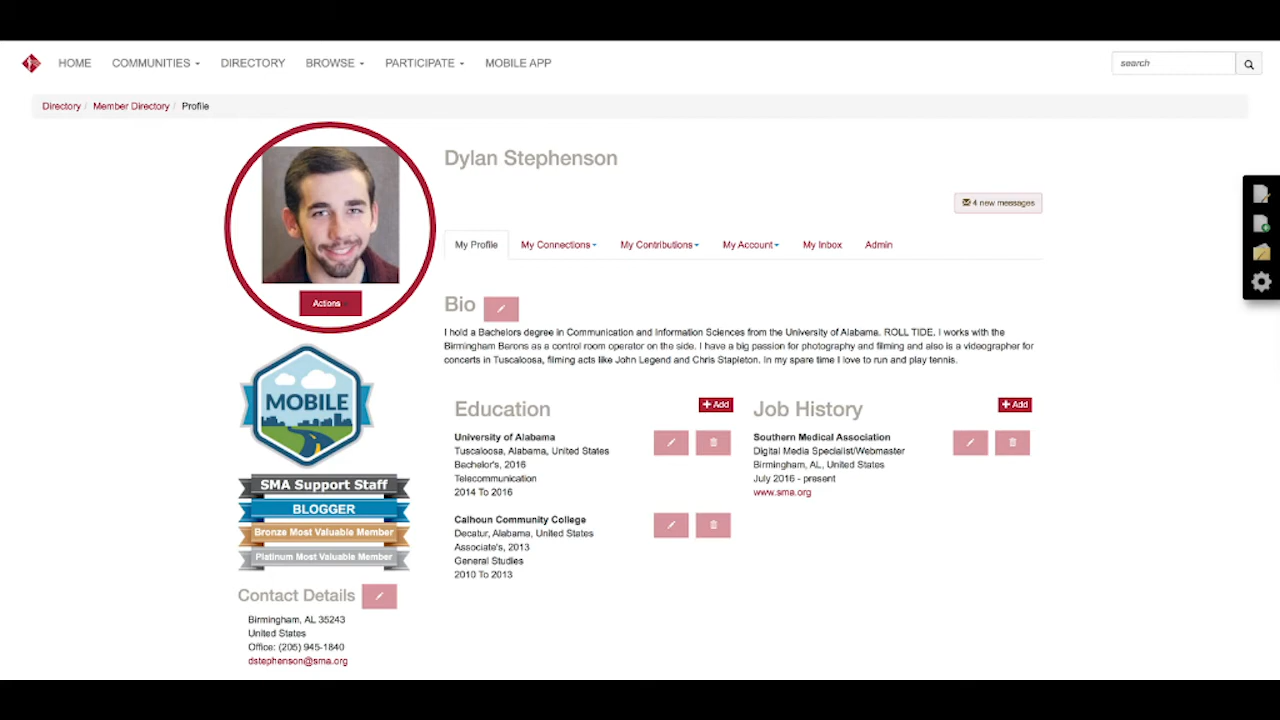 HOME COMMUNITIES DIRECTORY BROWSE PARTICIPATE MOBILE APP
search
Directory / Member Directory / Profile
Dylan Stephenson
4 new messages
My Profile My Connections My Contributions My Account My Inbox Admin
Actions
Bio
I hold a Bachelors degree in Communication and Information Sciences from the University of Alabama. ROLL TIDE. I works with the
Birmingham Barons as a control room operator on the side. I have a big passion for photography and filming and also is a videographer for
concerts in Tuscaloosa, filming acts like John Legend and Chris Stapleton. In my spare time I love to run and play tennis.
MOBILE
SMA Support Staff
BLOGGER
Bronze Most Valuable Member
Platinum Most Valuable Member
Contact Details
Birmingham, AL 35243
United States
Office: (205) 945-1840
dstephenson@sma.org
Education
+ Add
University of Alabama
Tuscaloosa, Alabama, United States
Bachelor's, 2016
Telecommunication
2014 To 2016
Calhoun Community College
Decatur, Alabama, United States
Associate's, 2013
General Studies
2010 To 2013
Job History
+ Add
Southern Medical Association
Digital Media Specialist/Webmaster
Birmingham, AL, United States
July 2016 - present
www.sma.org